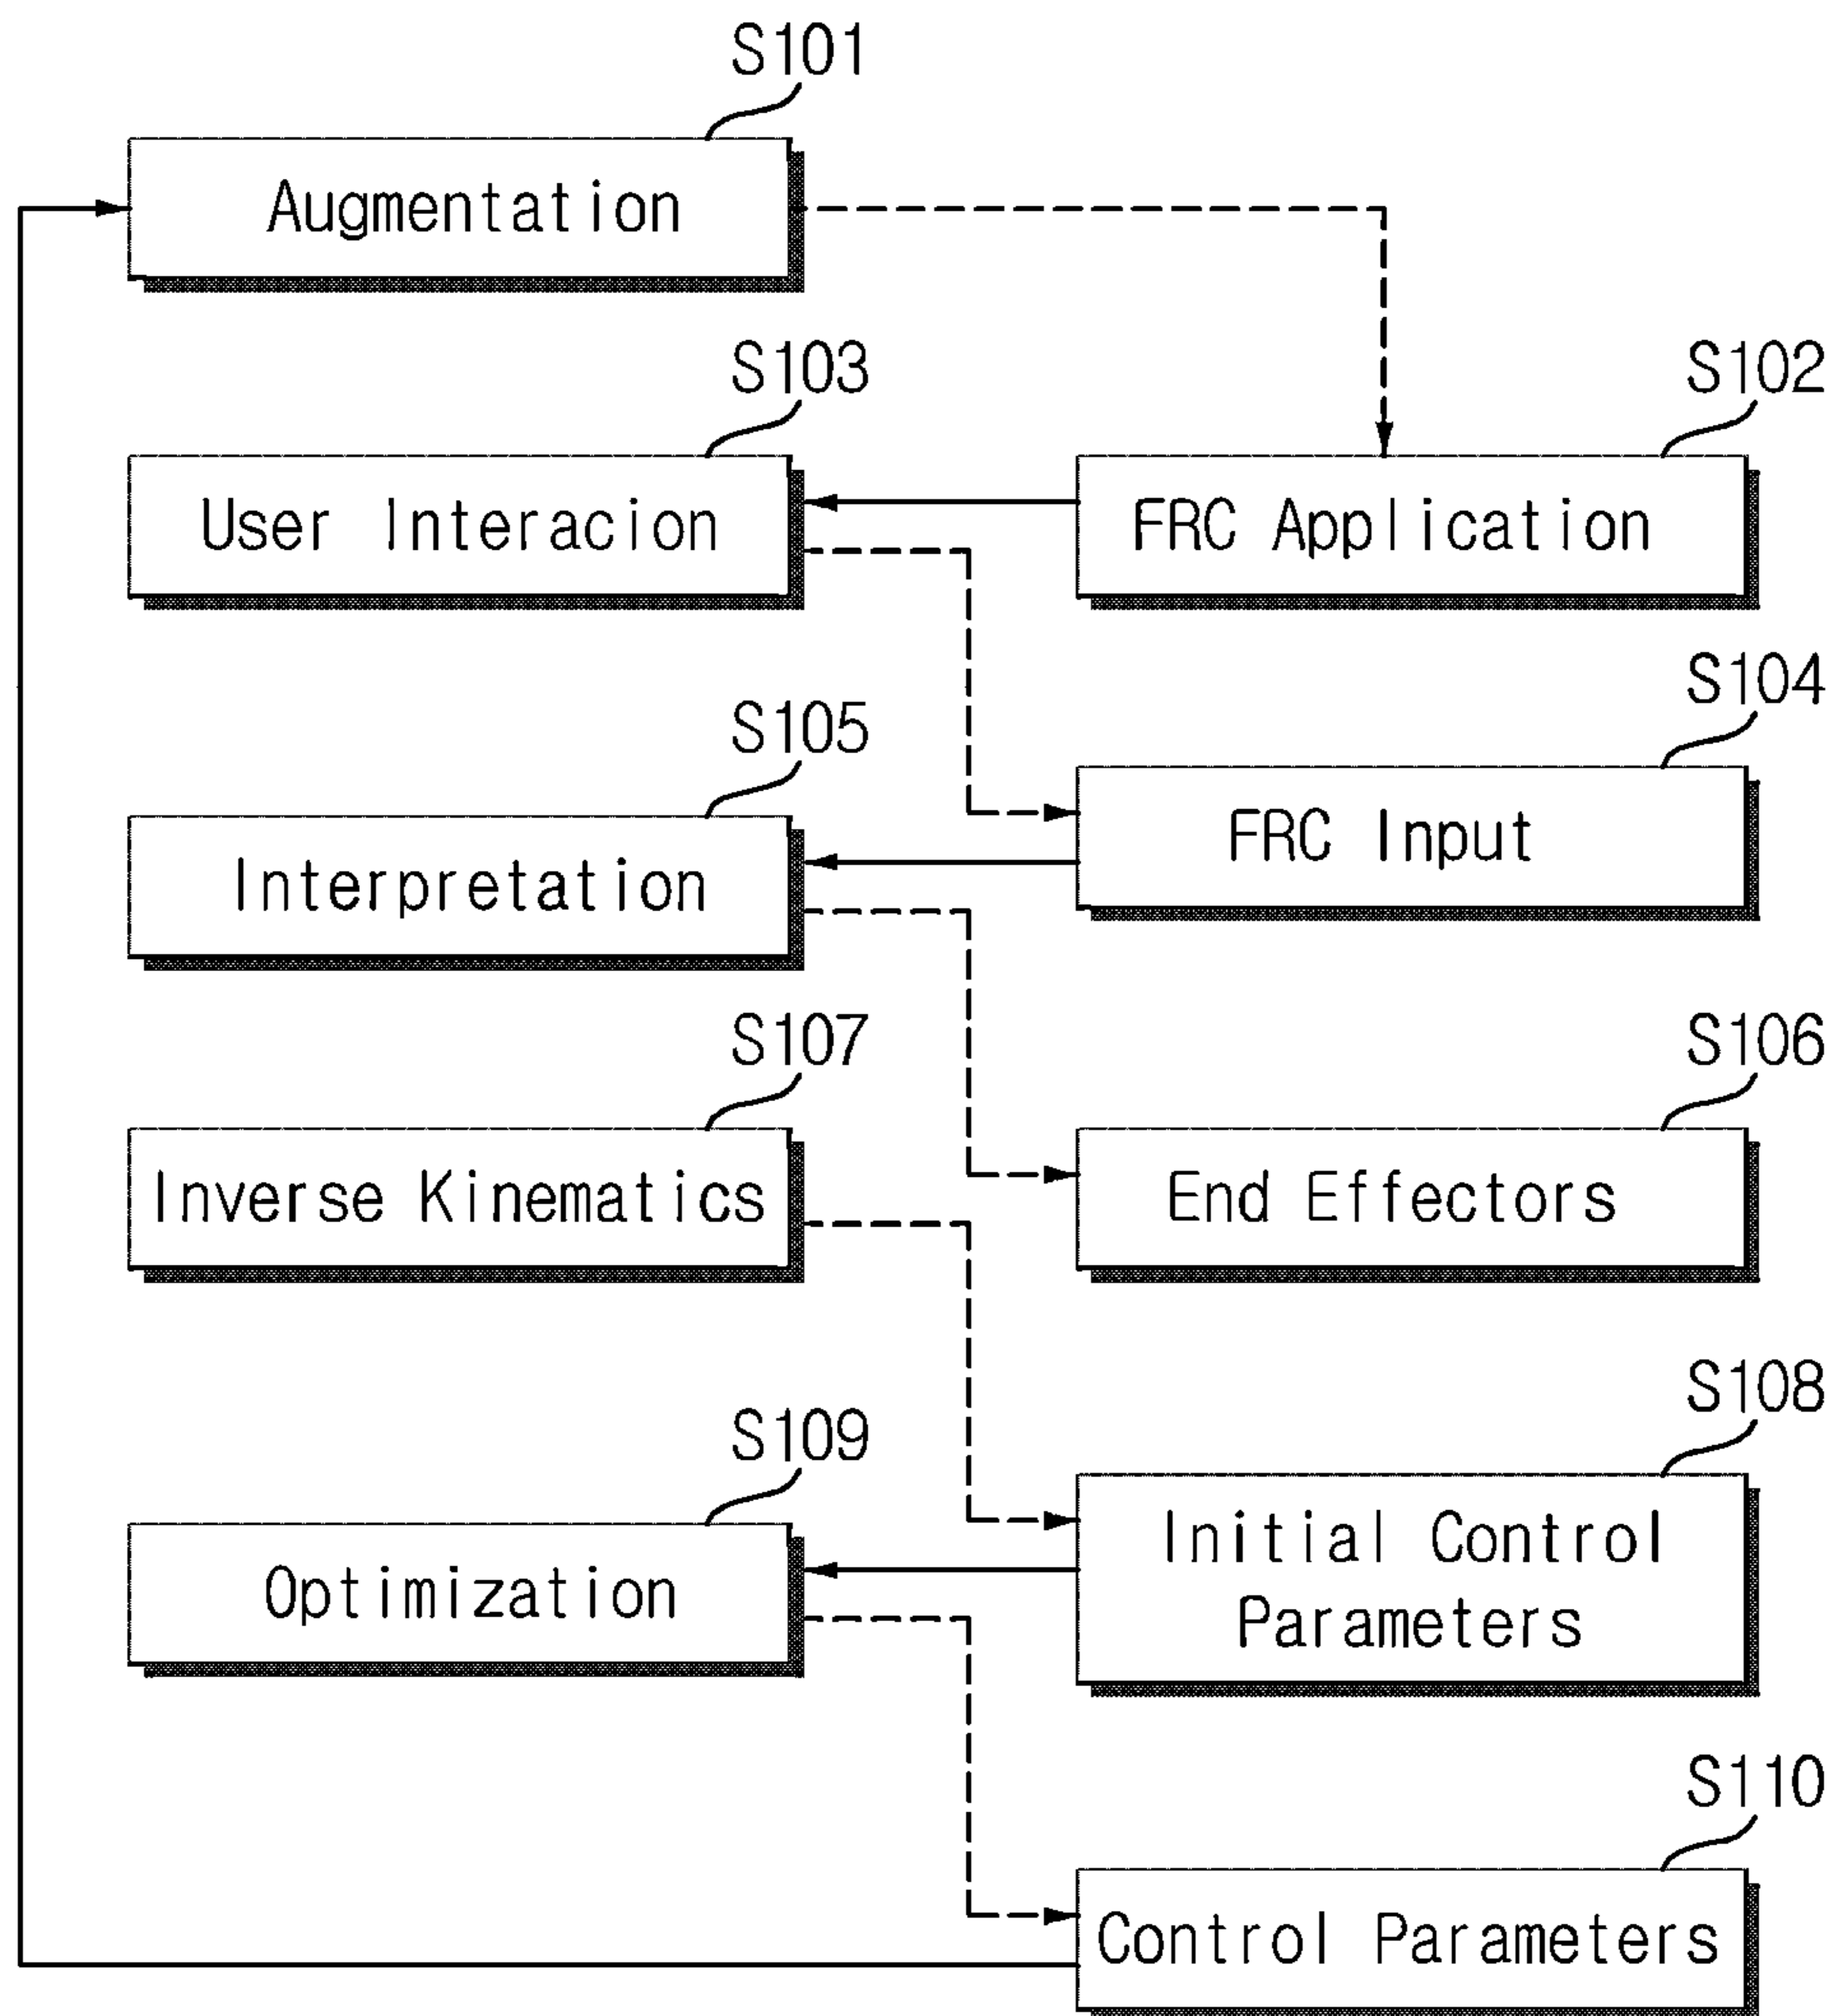 S101
Augmentation
S103
User Interacion
S102
FRC Application
S104
FRC Input
S105
Interpretation
S107
Inverse Kinematics
S106
End Effectors
S108
Initial Control
Parameters
S109
Optimization
S110
Control Parameters